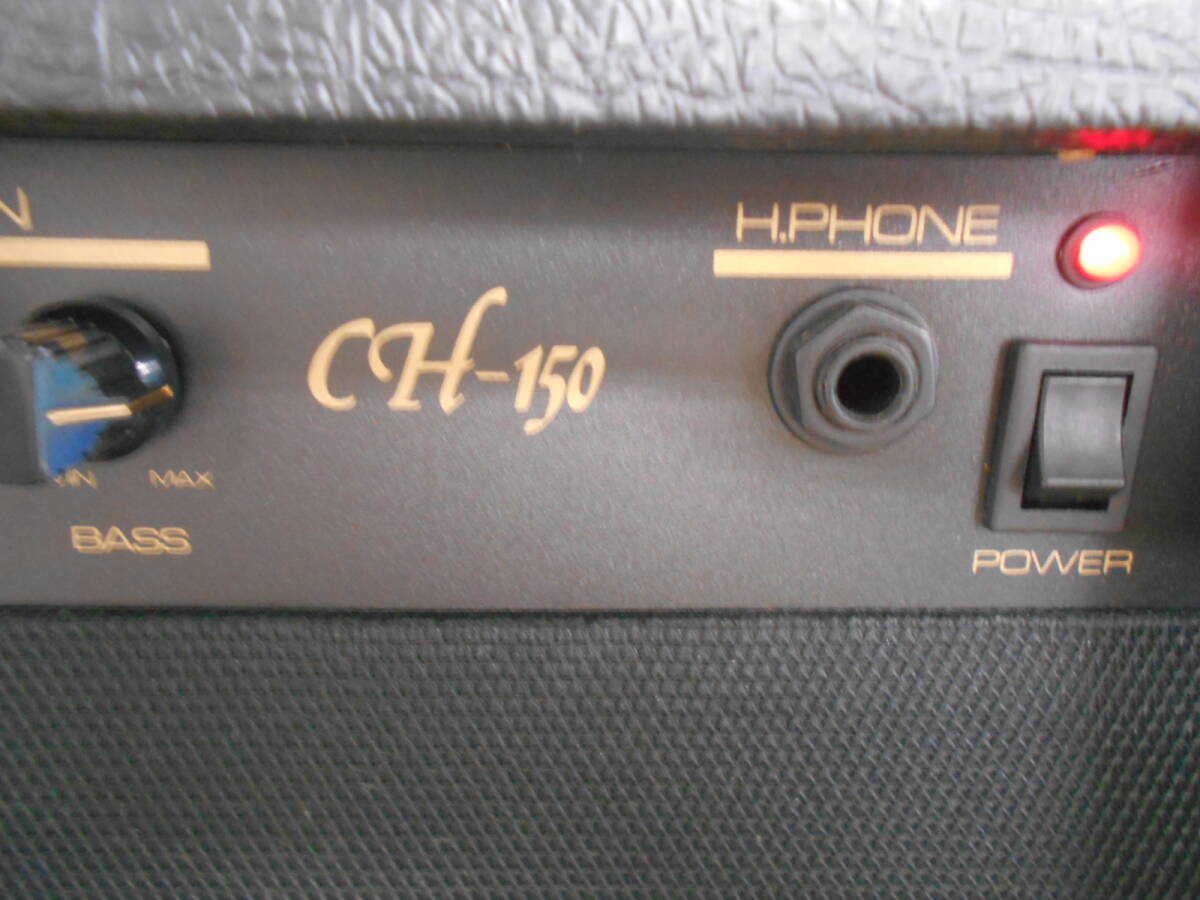 H.PHONE
CH-150
MAX
BASS
POWER